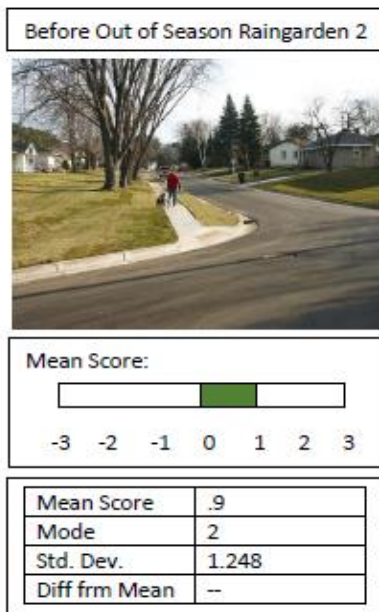 Before Out of Season Raingarden 2
Mean Score:
-3 -2 -1 0 1 2 3
Mean Score .9
Mode 2
Std. Dev. 1.248
Diff frm Mean --